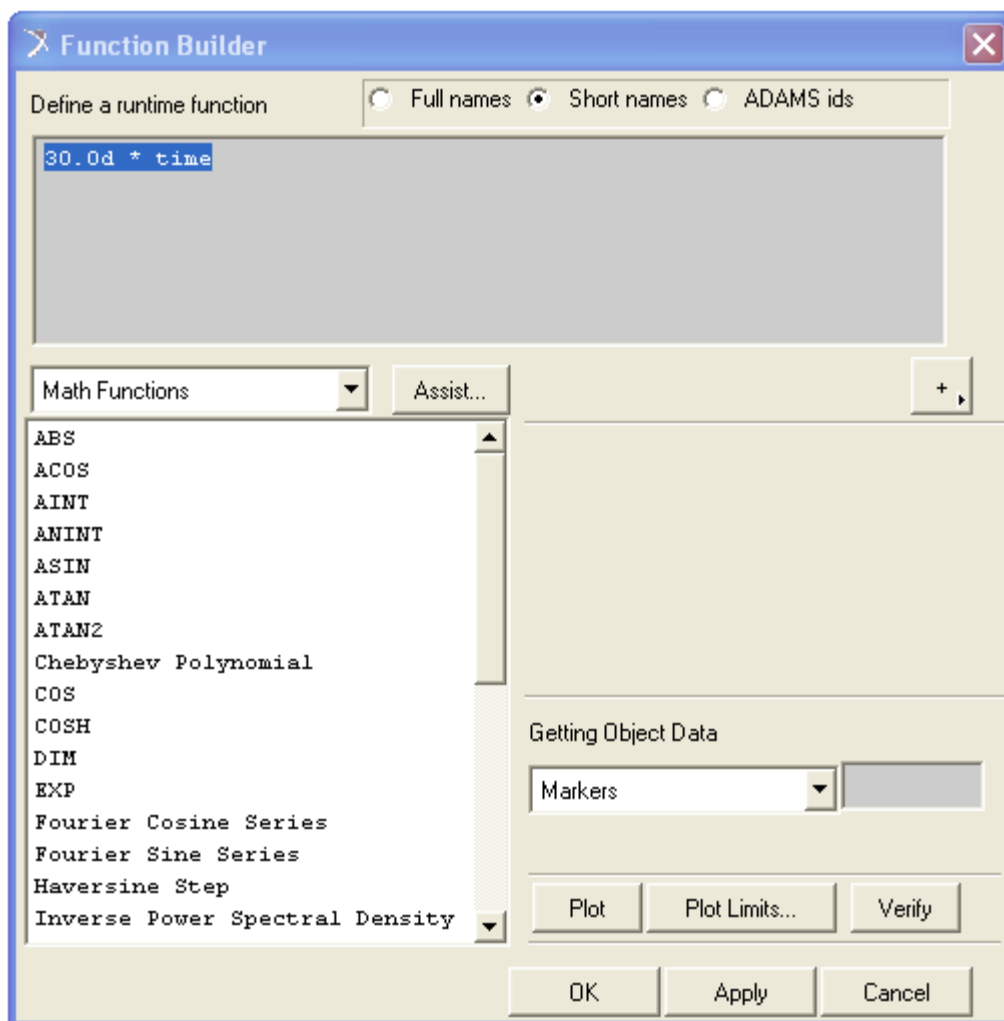 Function Builder
Define a runtime function
Full names Short names ADAMS ids
30.0d * time
Math Functions
Assist...
+
ABS
ACOS
AINT
ANINT
ASIN
ATAN
ATAN2
Chebyshev Polynomial
COS
COSH
DIM
EXP
Fourier Cosine Series
Fourier Sine Series
Haversine Step
Inverse Power Spectral Density
Getting Object Data
Markers
Plot Plot Limits... Verify
OK Apply Cancel